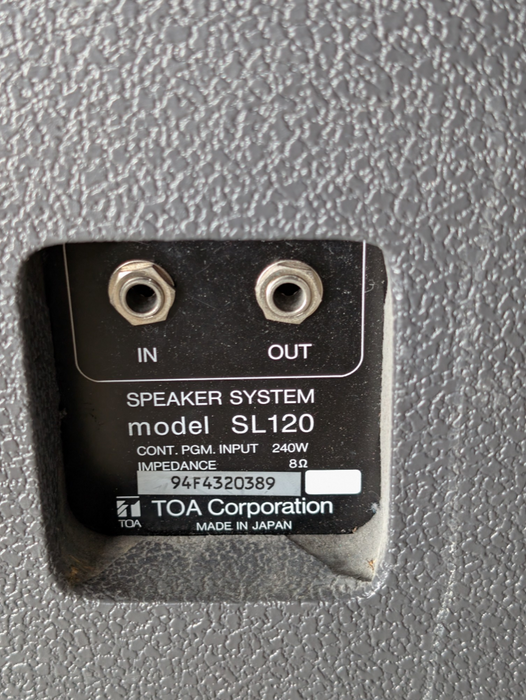 IN OUT
SPEAKER SYSTEM
model SL120
CONT. PGM. INPUT 240W
IMPEDANCE 8Ω
94F4320389
TOA TOA Corporation
MADE IN JAPAN